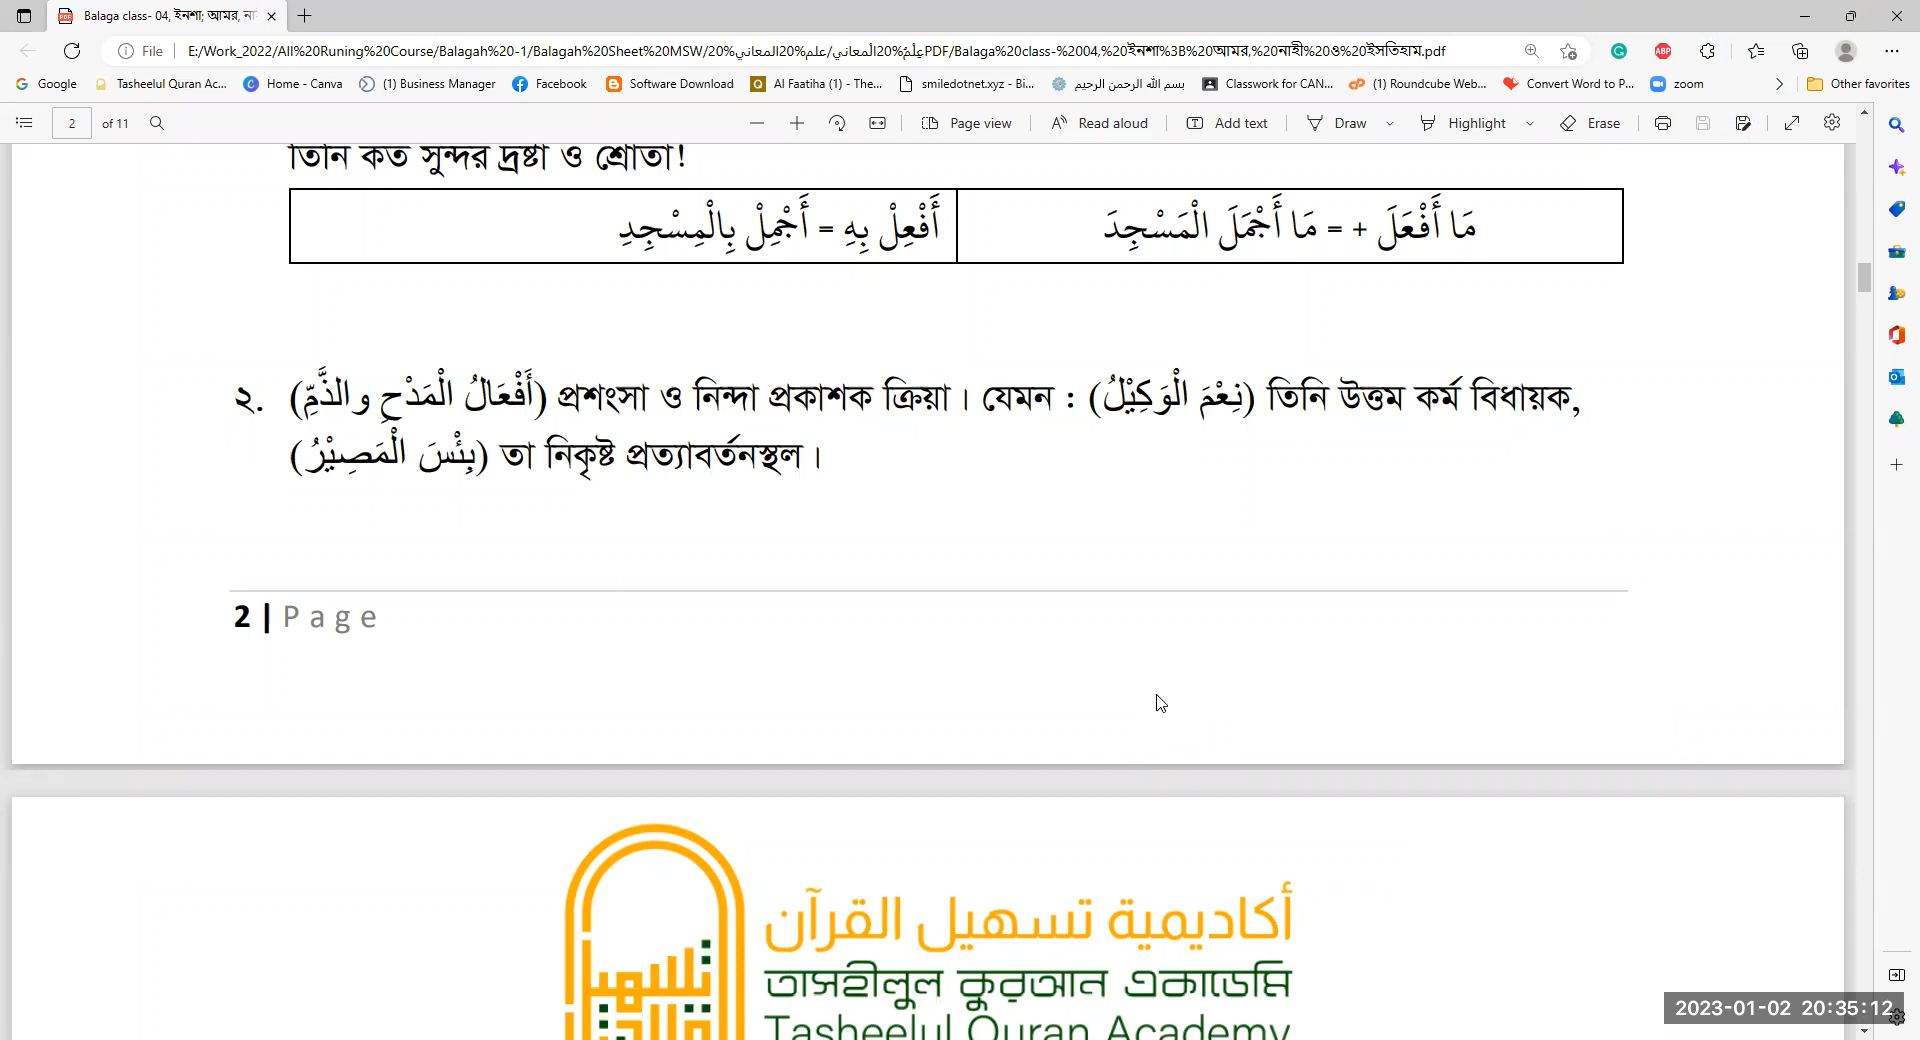 Balaga class- 04, ইনশা; আমর, না
File E:/Work_2022/All%20Runing%20Course/Balagah%20-1/Balagah%20Sheet%20MSW/20%علم%20المعاني/علم%20المعانيPDF/Balaga%20class-%2004,%20ইনশা%3B%20আমর,%20নাহী%20ও%20ইসতিহাম.pdf
Google Tasheelul Quran Ac... Home - Canva (1) Business Manager Facebook Software Download Al Faatiha (1) - The... smiledotnet.xyz - Bi... بسم الله الرحمن الرحيم Classwork for CAN... (1) Roundcube Web... Convert Word to P... zoom Other favorites
2 of 11 Page view Read aloud Add text Draw Highlight Erase
তিনি কত সুন্দর দ্রষ্টা ও শ্রোতা!
مَا أَفْعَلَ + = مَا أَجْمَلَ الْمَسْجِدَ
أَفْعِلْ بِهِ = أَجْمِلْ بِالْمِسْجِدِ
২. (أَفْعَالُ الْمَدْحِ والذَّمِّ) প্রশংসা ও নিন্দা প্রকাশক ক্রিয়া। যেমন : (نِعْمَ الْوَكِيْلُ) তিনি উত্তম কর্ম বিধায়ক,
(بِئْسَ الْمَصِيْرُ) তা নিকৃষ্ট প্রত্যাবর্তনস্থল।
2 | Page
أكاديمية تسهيل القرآن
তাসহীলুল কুরআন একাডেমি
Tasheelul Quran Academy
2023-01-02 20:35:12